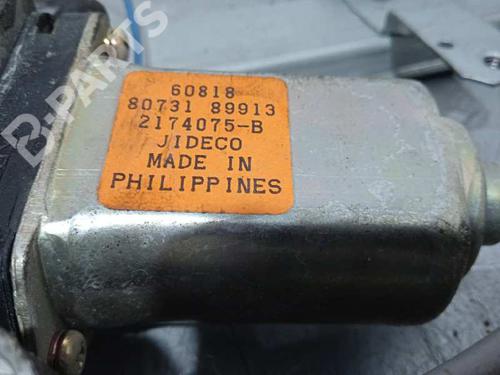 B-PARTS
60818
80731 89913
2174075-B
JIDECO
MADE IN
PHILIPPINES